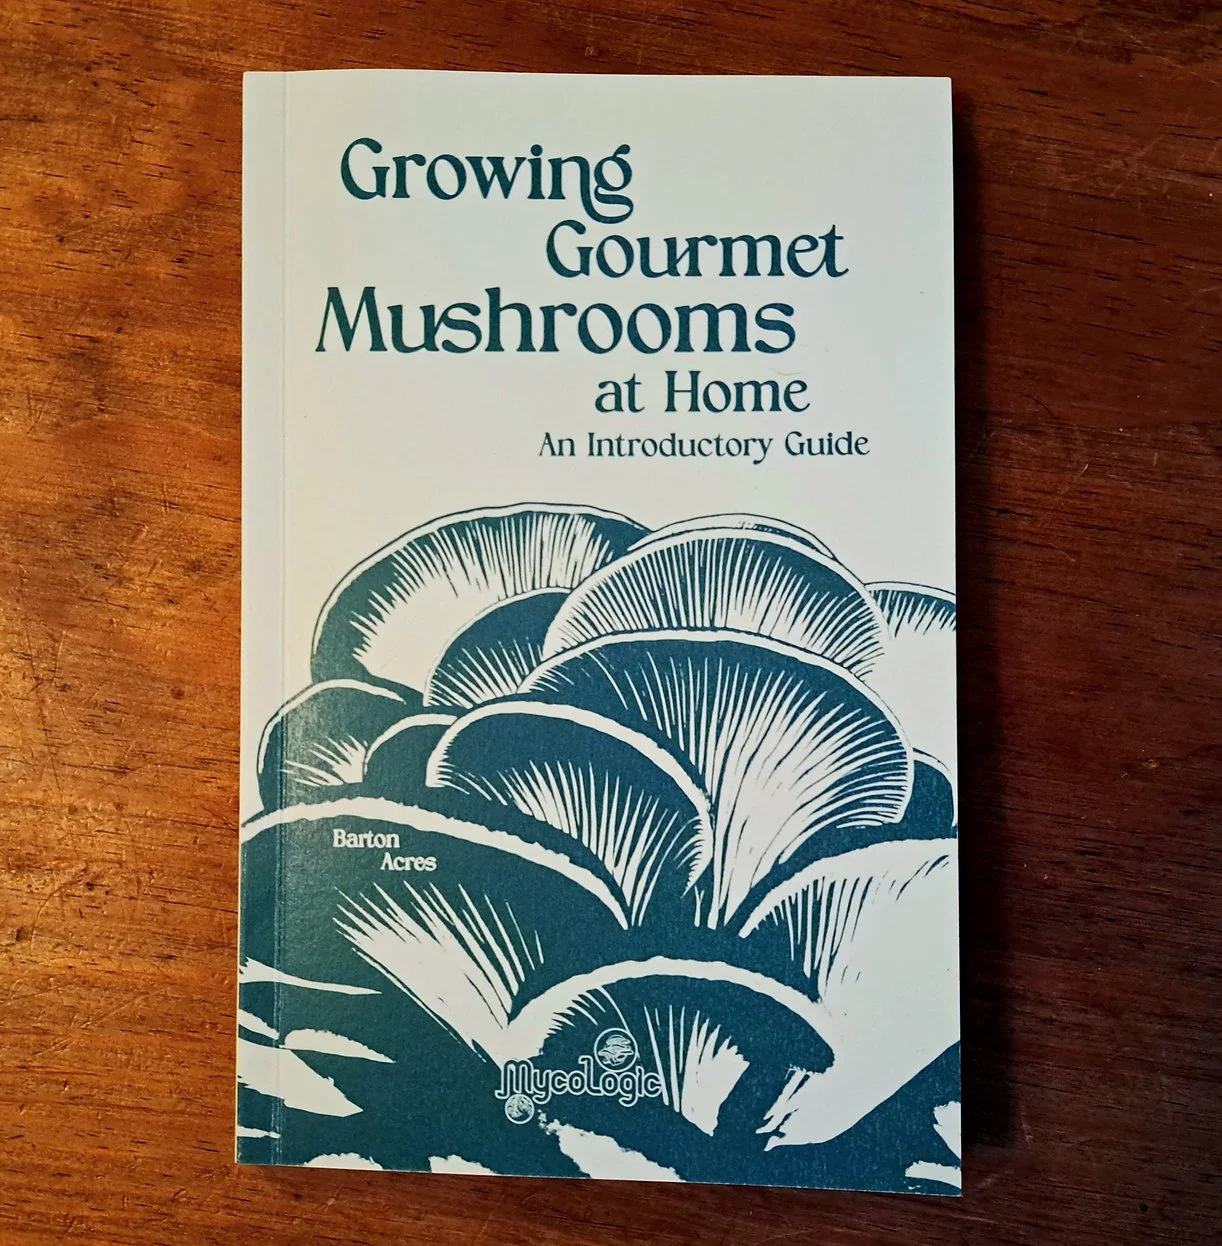 Growing
Gourmet
Mushrooms
at Home
An Introductory Guide
Barton
Acres
MycoLogic